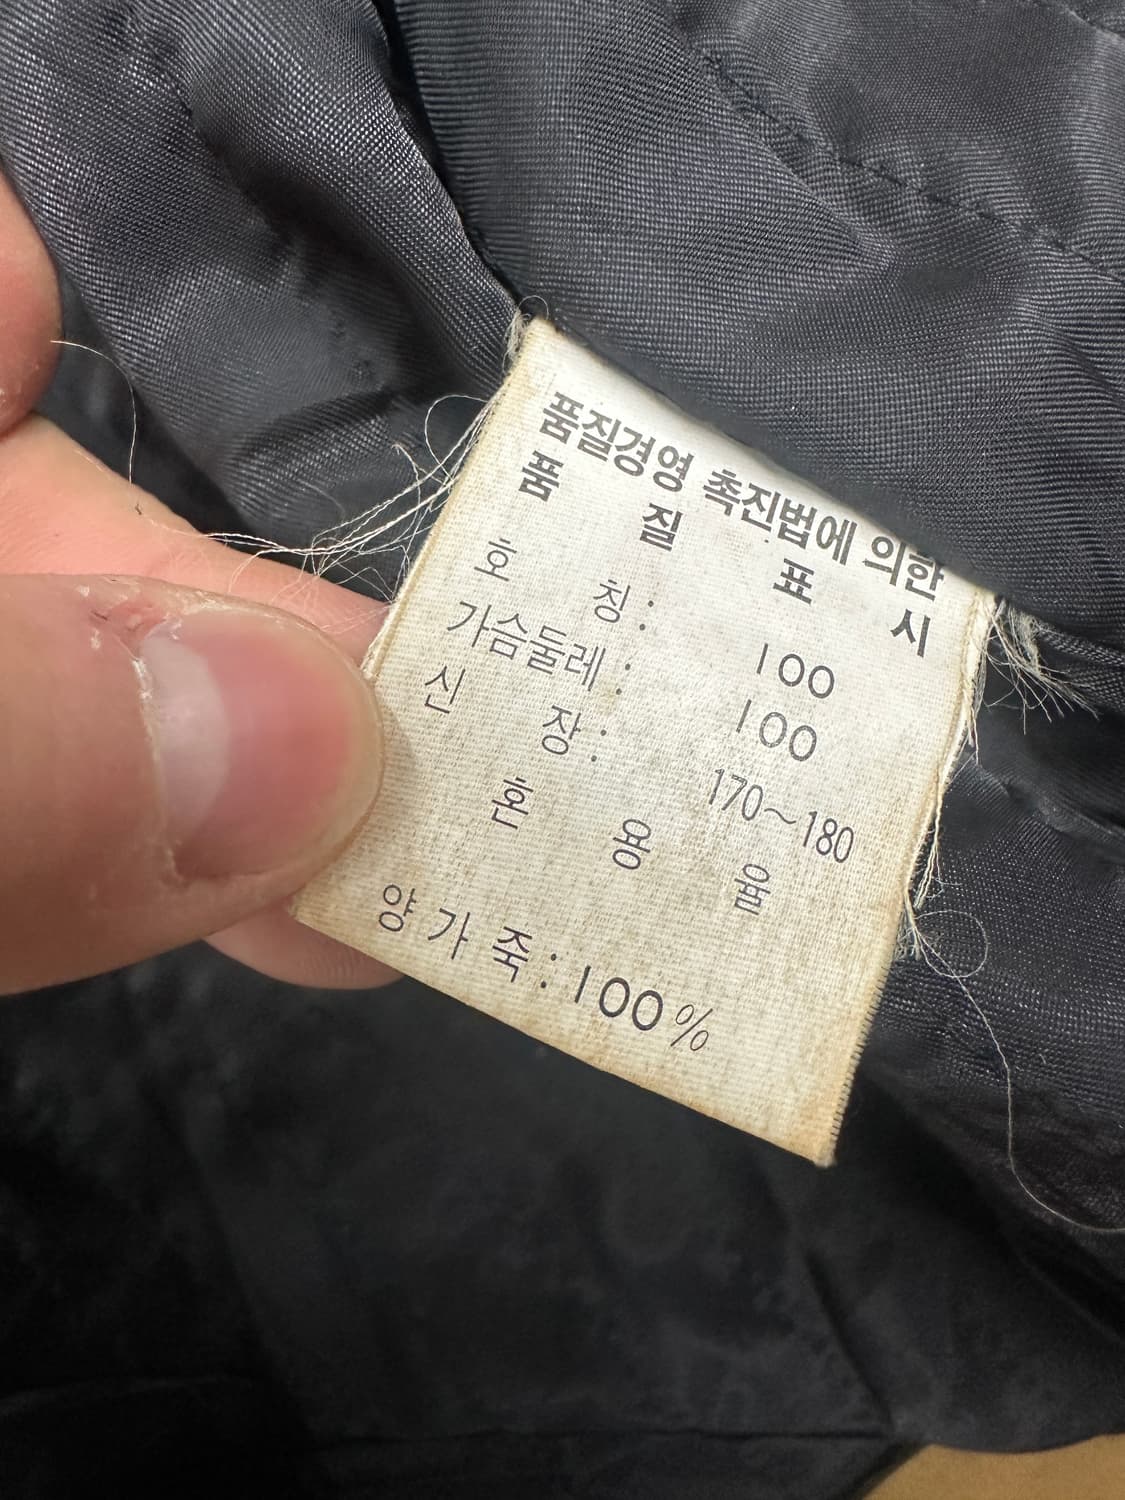 품질경영 촉진법에 의한
품 질 표 시
호 칭 : 100
가슴둘레 : 100
신 장 : 170~180
혼 용 율
양가죽 : 100%